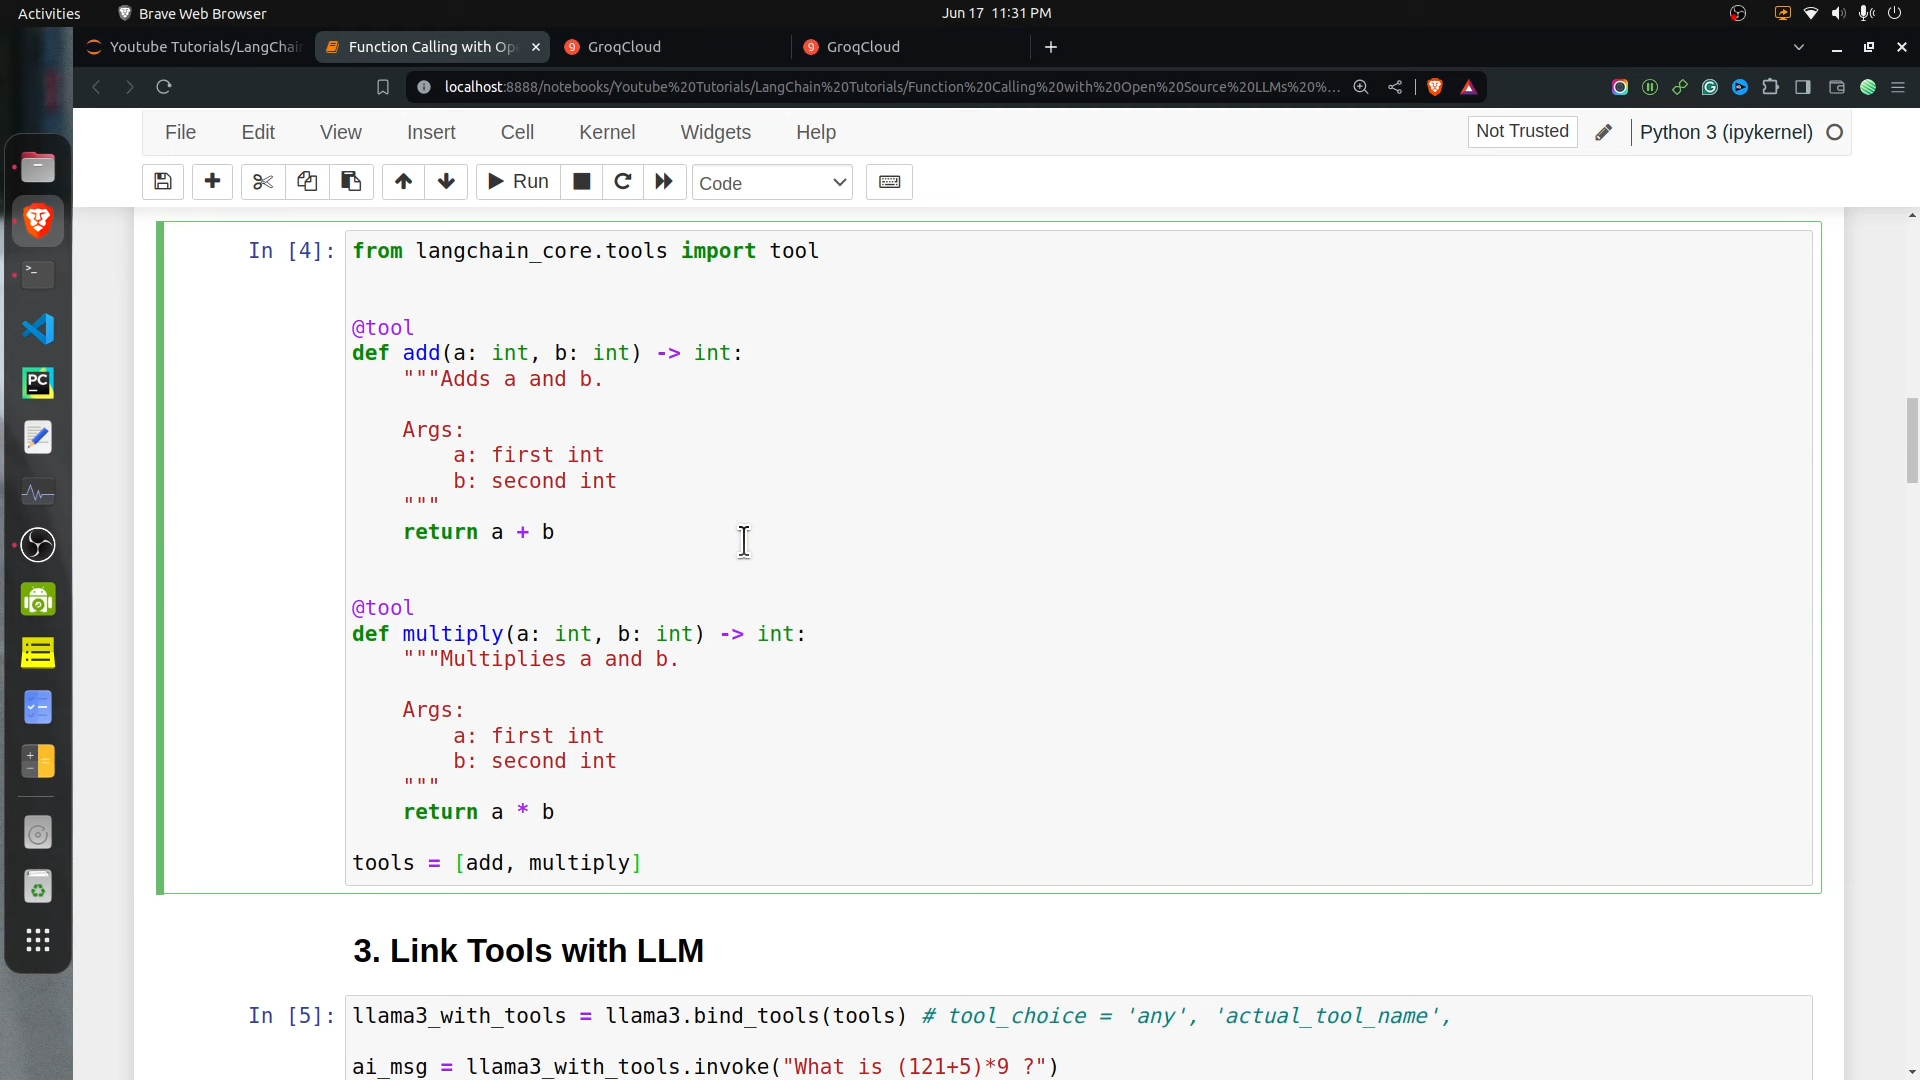 Activities Brave Web Browser Jun 17 11:31 PM
Youtube Tutorials/LangChain Function Calling with Op GroqCloud GroqCloud
localhost:8888/notebooks/Youtube%20Tutorials/LangChain%20Tutorials/Function%20Calling%20with%20Open%20Source%20LLMs%20%...
File Edit View Insert Cell Kernel Widgets Help Not Trusted Python 3 (ipykernel)
Run Code
In [4]: from langchain_core.tools import tool
@tool
def add(a: int, b: int) -> int:
"""Adds a and b.
Args:
a: first int
b: second int
"""
return a + b
@tool
def multiply(a: int, b: int) -> int:
"""Multiplies a and b.
Args:
a: first int
b: second int
"""
return a * b
tools = [add, multiply]
3. Link Tools with LLM
In [5]: llama3_with_tools = llama3.bind_tools(tools) # tool_choice = 'any', 'actual_tool_name',
ai_msg = llama3_with_tools.invoke("What is (121+5)*9 ?")